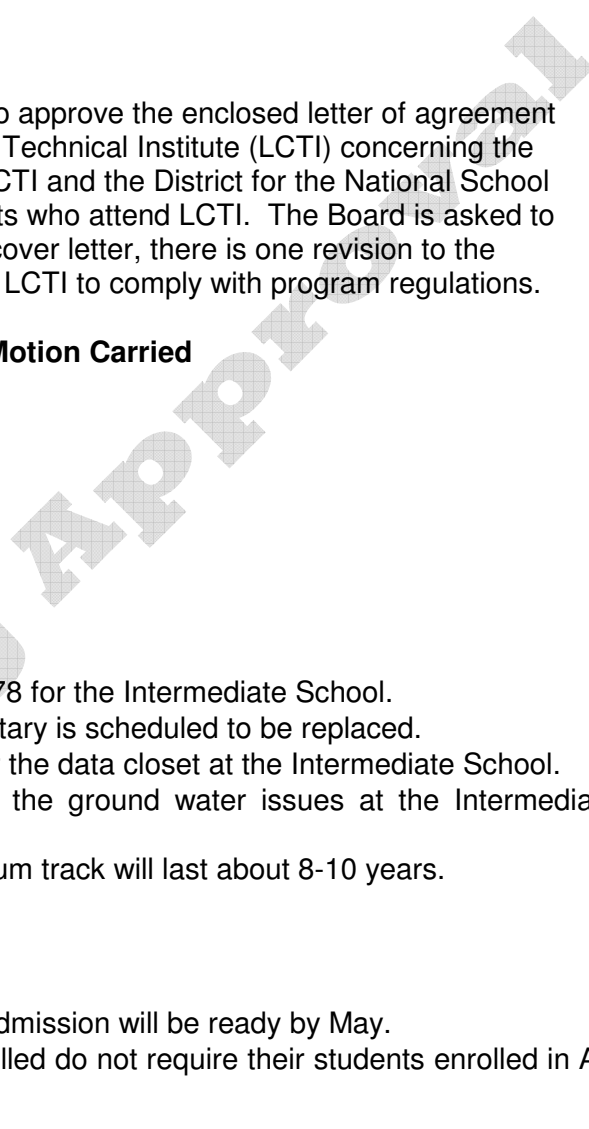 o approve the enclosed letter of agreement
Technical Institute (LCTI) concerning the
CTI and the District for the National School
ts who attend LCTI. The Board is asked to
cover letter, there is one revision to the
LCTI to comply with program regulations.
Motion Carried
Approval
78 for the Intermediate School.
tary is scheduled to be replaced.
the data closet at the Intermediate School.
the ground water issues at the Intermedia
um track will last about 8-10 years.
dmission will be ready by May.
lled do not require their students enrolled in A